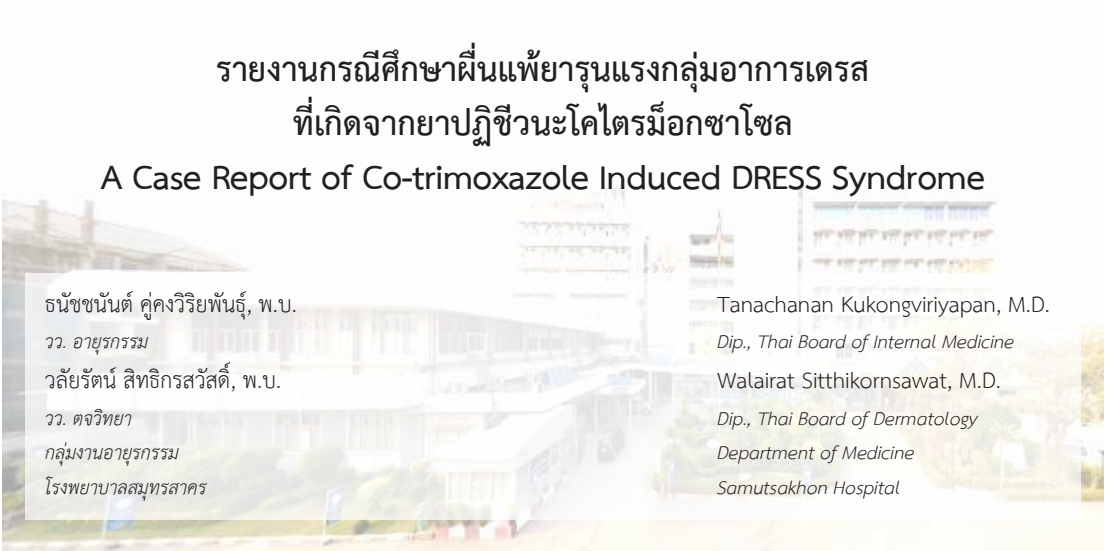 รายงานกรณีศึกษาผื่นแพ้ยารุนแรงกลุ่มอาการเดรส
ที่เกิดจากยาปฏิชีวนะโคไตรม็อกซาโซล
A Case Report of Co-trimoxazole Induced DRESS Syndrome
ธนัชชนันต์ คู่คงวิริยพันธุ์, พ.บ.
วว. อายุรกรรม
วลัยรัตน์ สิทธิกรสวัสดิ์, พ.บ.
วว. ตจวิทยา
กลุ่มงานอายุรกรรม
โรงพยาบาลสมุทรสาคร
Tanachanan Kukongviriyapan, M.D.
Dip., Thai Board of Internal Medicine
Walairat Sitthikornsawat, M.D.
Dip., Thai Board of Dermatology
Department of Medicine
Samutsakhon Hospital